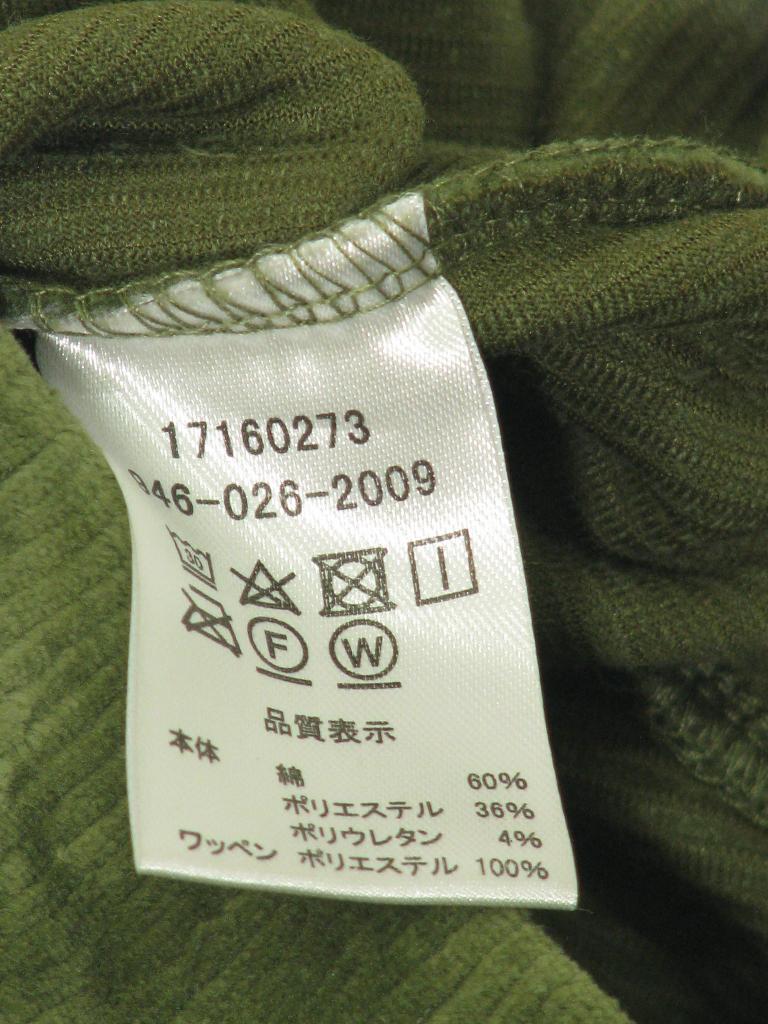 17160273
946-026-2009
30
F W
品質表示
本体
綿 60%
ポリエステル 36%
ポリウレタン 4%
ワッペン ポリエステル 100%